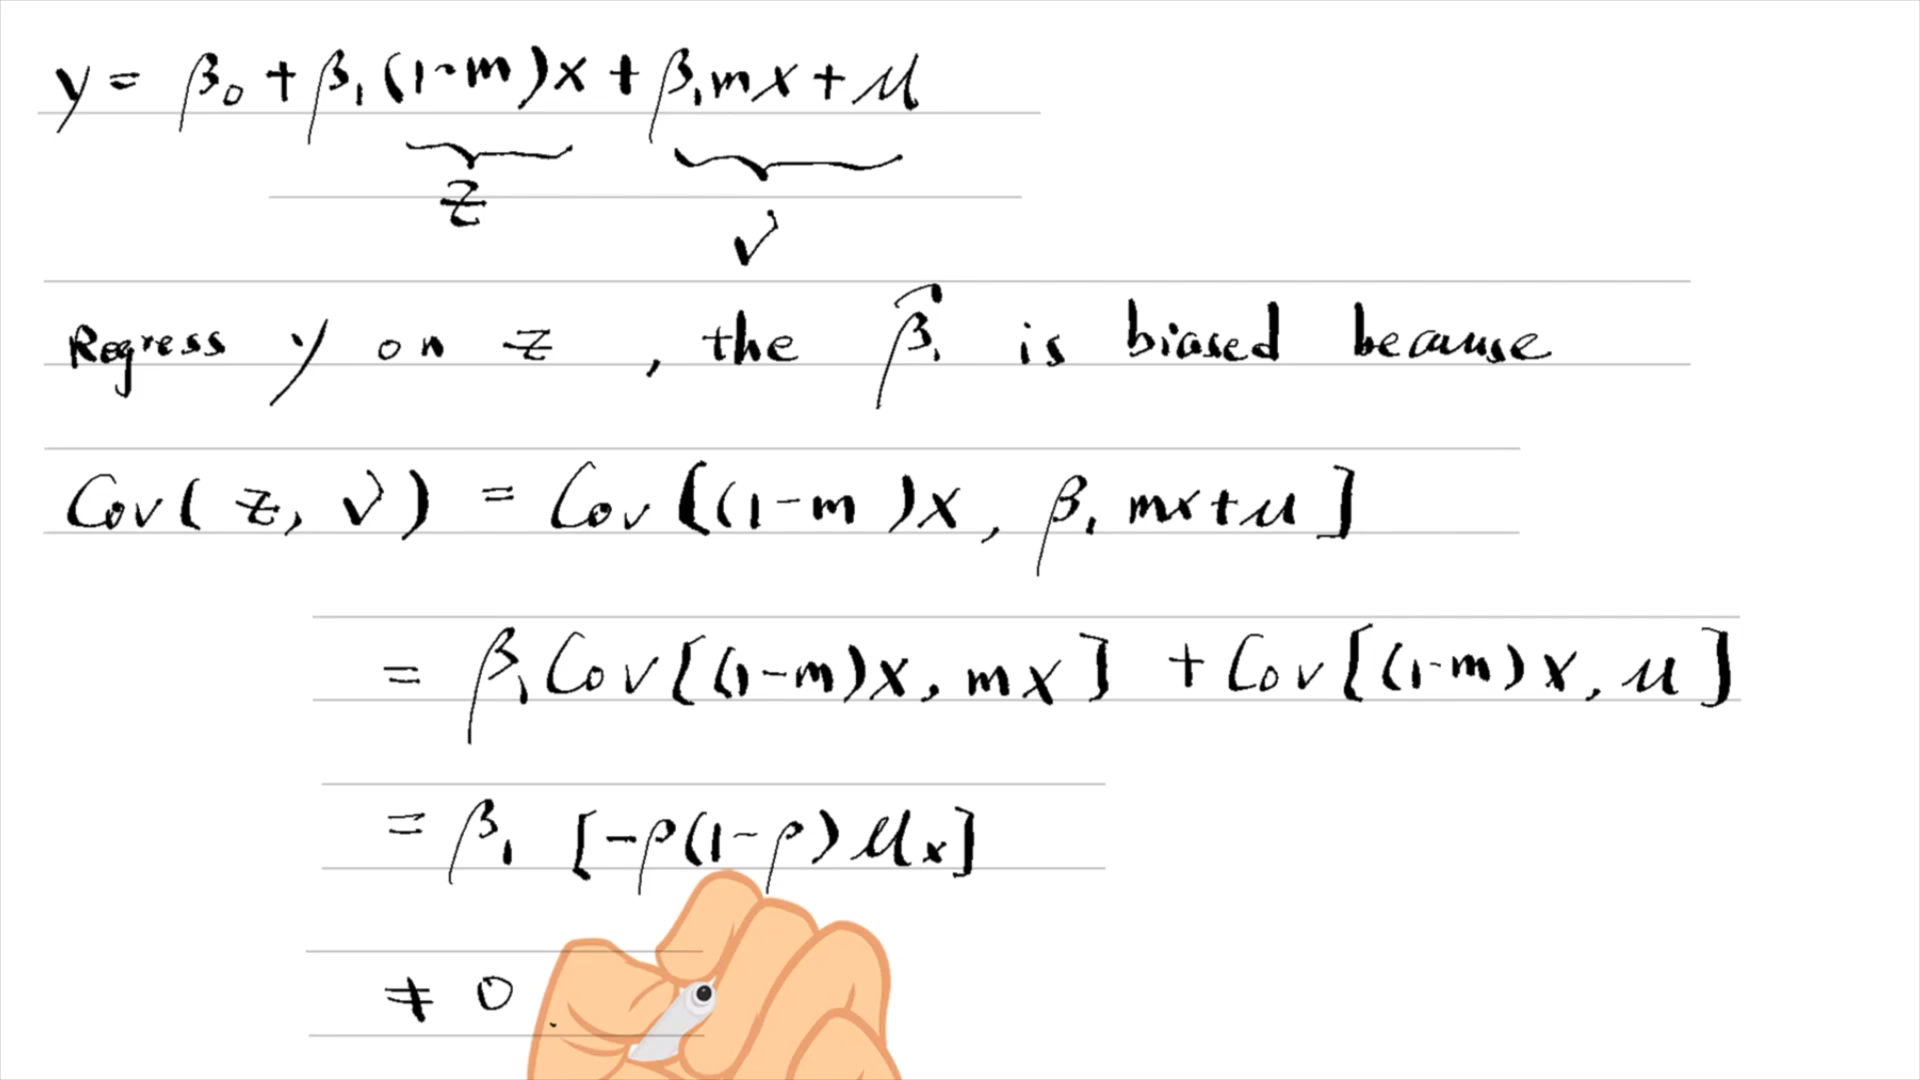 y = β₀ + β₁(1-m)x + β₁mx + μ
z
v
Regress y on z , the β̂₁ is biased because
Cov( z, v ) = Cov[(1-m)x, β₁mx+μ]
= β₁Cov[(1-m)x, mx] + Cov[(1-m)x, μ]
= β₁ [-ρ(1-ρ)μₓ]
≠ 0